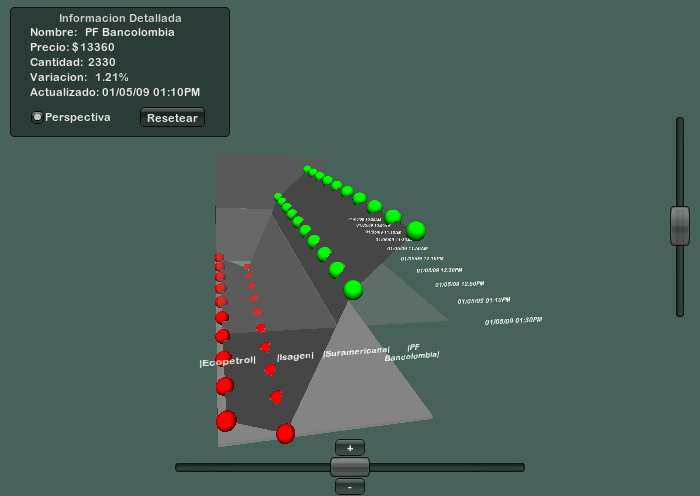 Informacion Detallada
Nombre: PF Bancolombia
Precio: $13360
Cantidad: 2330
Variacion: 1.21%
Actualizado: 01/05/09 01:10PM
Perspectiva
Resetear
01/05/09 12:30PM
01/05/09 12:50PM
01/05/09 01:10PM
01/05/09 01:30PM
|Ecopetrol|
|Isagen|
|Suramericana|
|PF
Bancolombia|
+
-